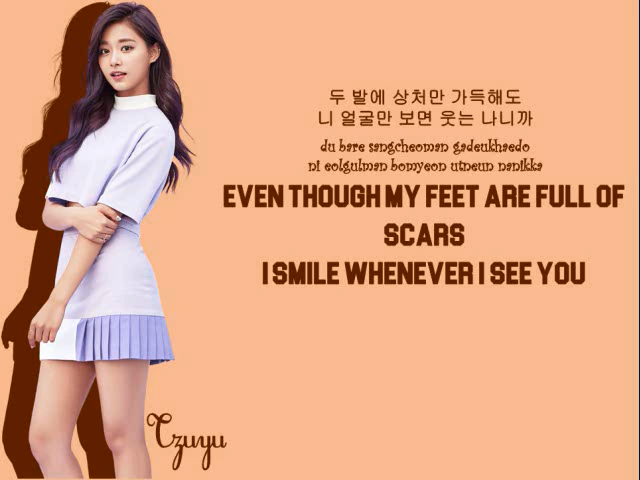 두 발에 상처만 가득해도
니 얼굴만 보면 웃는 나니까
du bare sangcheoman gadeukhaedo
ni eolgulman bomyeon utneun nanikka
EVEN THOUGH MY FEET ARE FULL OF
SCARS
I SMILE WHENEVER I SEE YOU
Tzuyu